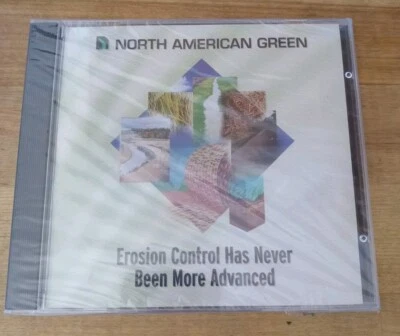 NORTH AMERICAN GREEN
Erosion Control Has Never
Been More Advanced